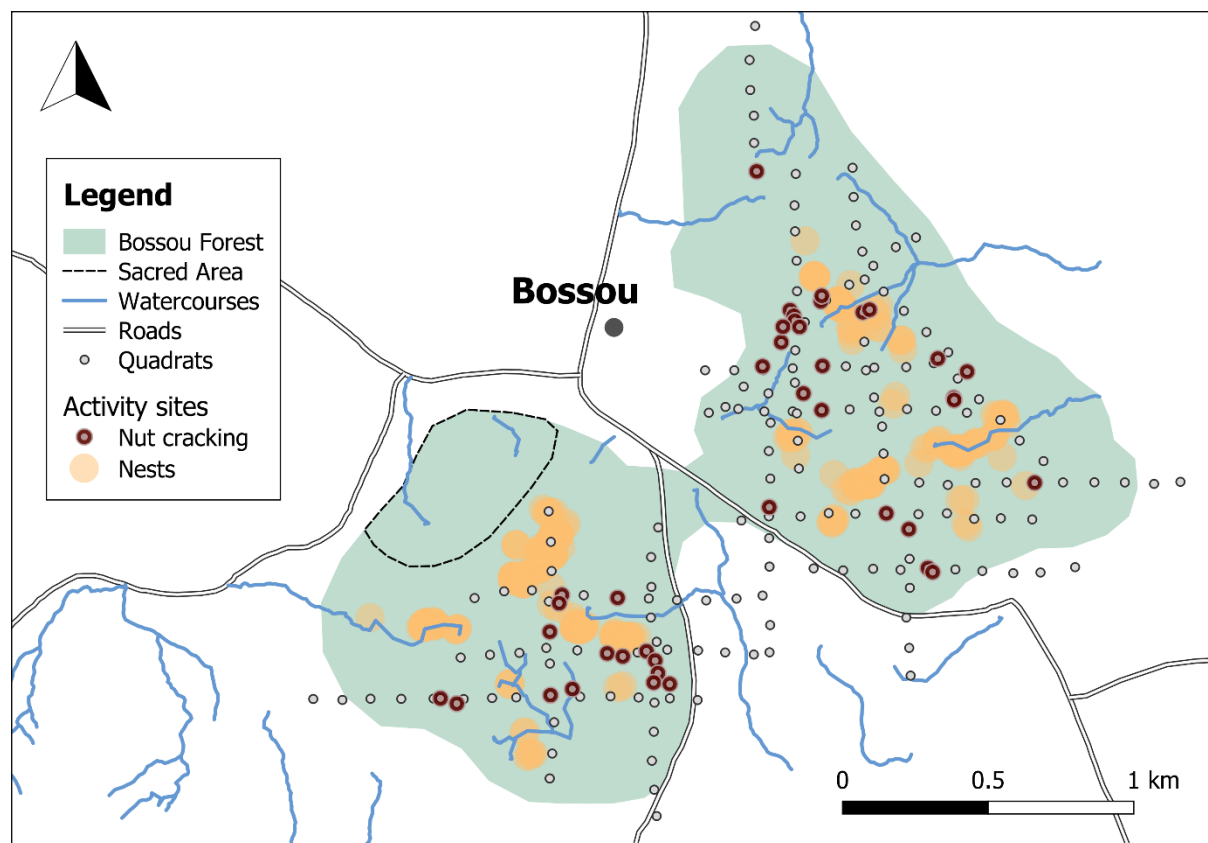 Legend
Bossou Forest
Sacred Area
Watercourses
Roads
Quadrats
Activity sites
Nut cracking
Nests
Bossou
0 0.5 1 km